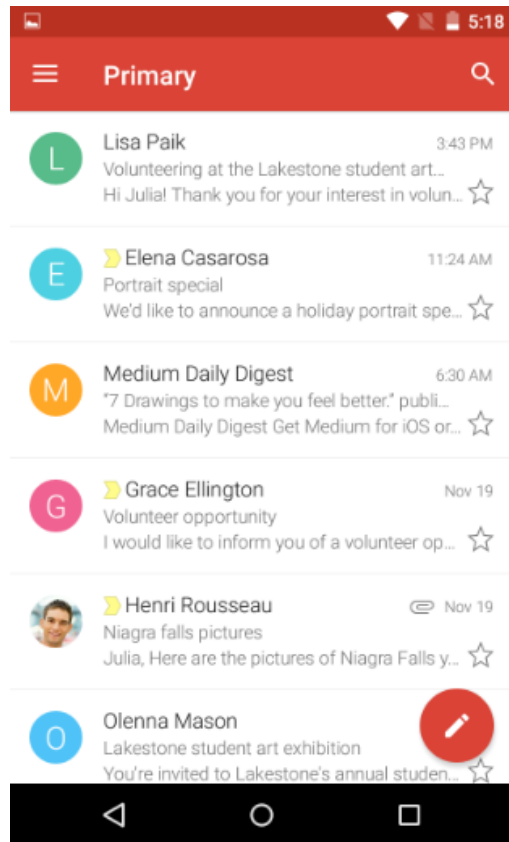 5:18
Primary
L
Lisa Paik
3:43 PM
Volunteering at the Lakestone student art...
Hi Julia! Thank you for your interest in volun...
E
Elena Casarosa
11:24 AM
Portrait special
We'd like to announce a holiday portrait spe...
M
Medium Daily Digest
6:30 AM
"7 Drawings to make you feel better." publi...
Medium Daily Digest Get Medium for iOS or...
G
Grace Ellington
Nov 19
Volunteer opportunity
I would like to inform you of a volunteer op...
Henri Rousseau
Nov 19
Niagra falls pictures
Julia, Here are the pictures of Niagra Falls y...
O
Olenna Mason
Lakestone student art exhibition
You're invited to Lakestone's annual studen...